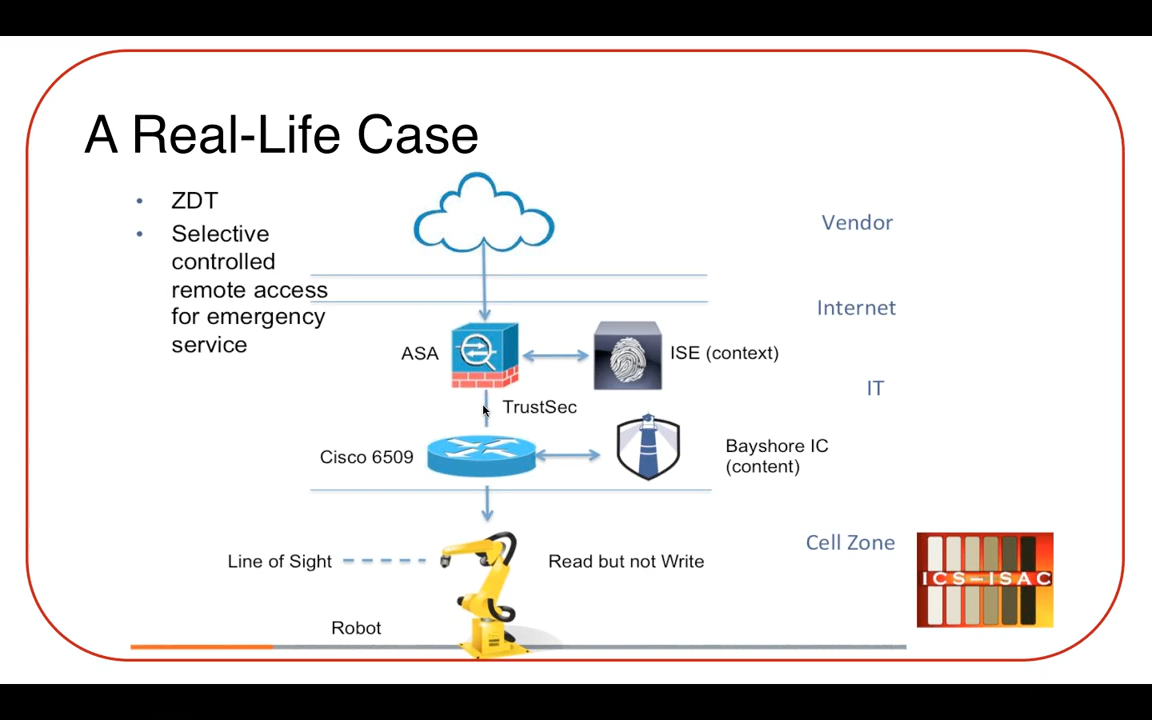 A Real-Life Case
• ZDT
• Selective
controlled
remote access
for emergency
service
Vendor
Internet
ASA
ISE (context)
IT
TrustSec
Cisco 6509
Bayshore IC
(content)
Cell Zone
Line of Sight
Read but not Write
ICS-ISAC
Robot